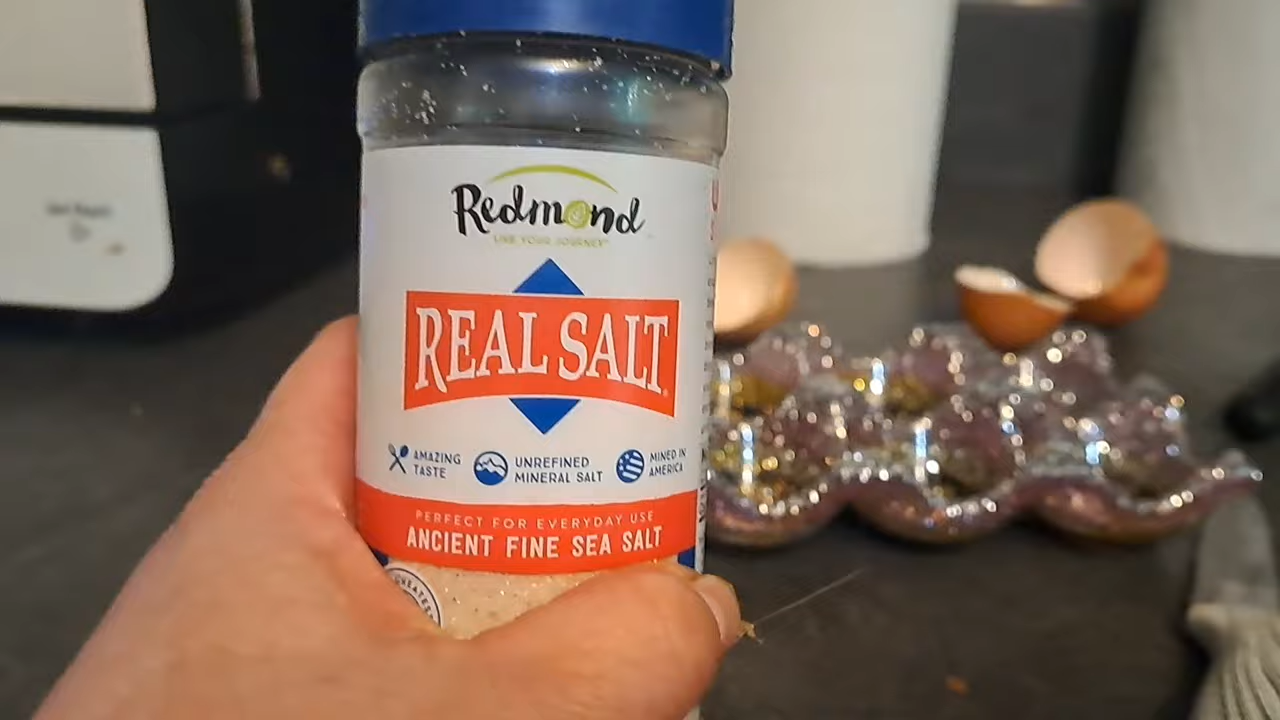 Redmond
LIVE YOUR JOURNEY™
REAL SALT®
AMAZING
TASTE
UNREFINED
MINERAL SALT
MINED IN
AMERICA
PERFECT FOR EVERYDAY USE
ANCIENT FINE SEA SALT